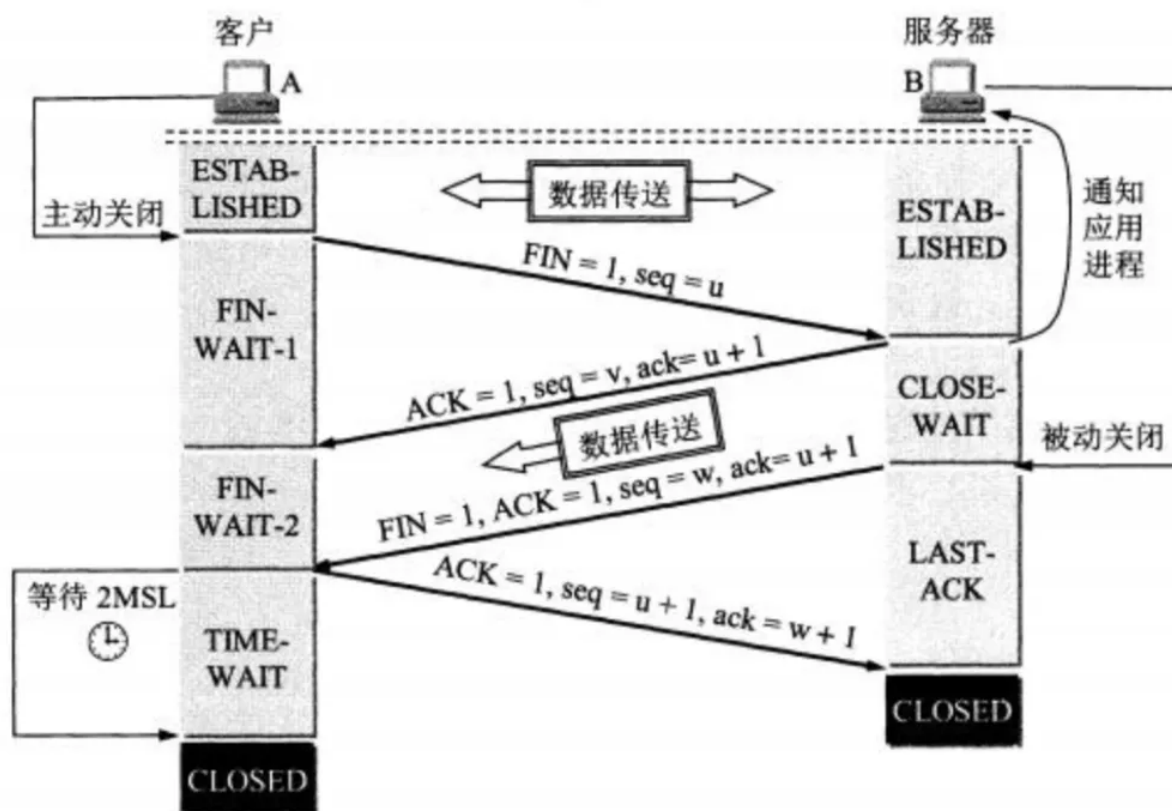 客户
服务器
A
B
ESTAB-
LISHED
数据传送
ESTAB-
LISHED
通知
应用
进程
主动关闭
FIN = 1, seq = u
FIN-
WAIT-1
ACK = 1, seq = v, ack= u + 1
CLOSE-
WAIT
数据传送
被动关闭
FIN-
WAIT-2
FIN = 1, ACK = 1, seq = w, ack= u + 1
LAST-
ACK
ACK = 1, seq = u + 1, ack = w + 1
等待 2MSL
TIME-
WAIT
CLOSED
CLOSED